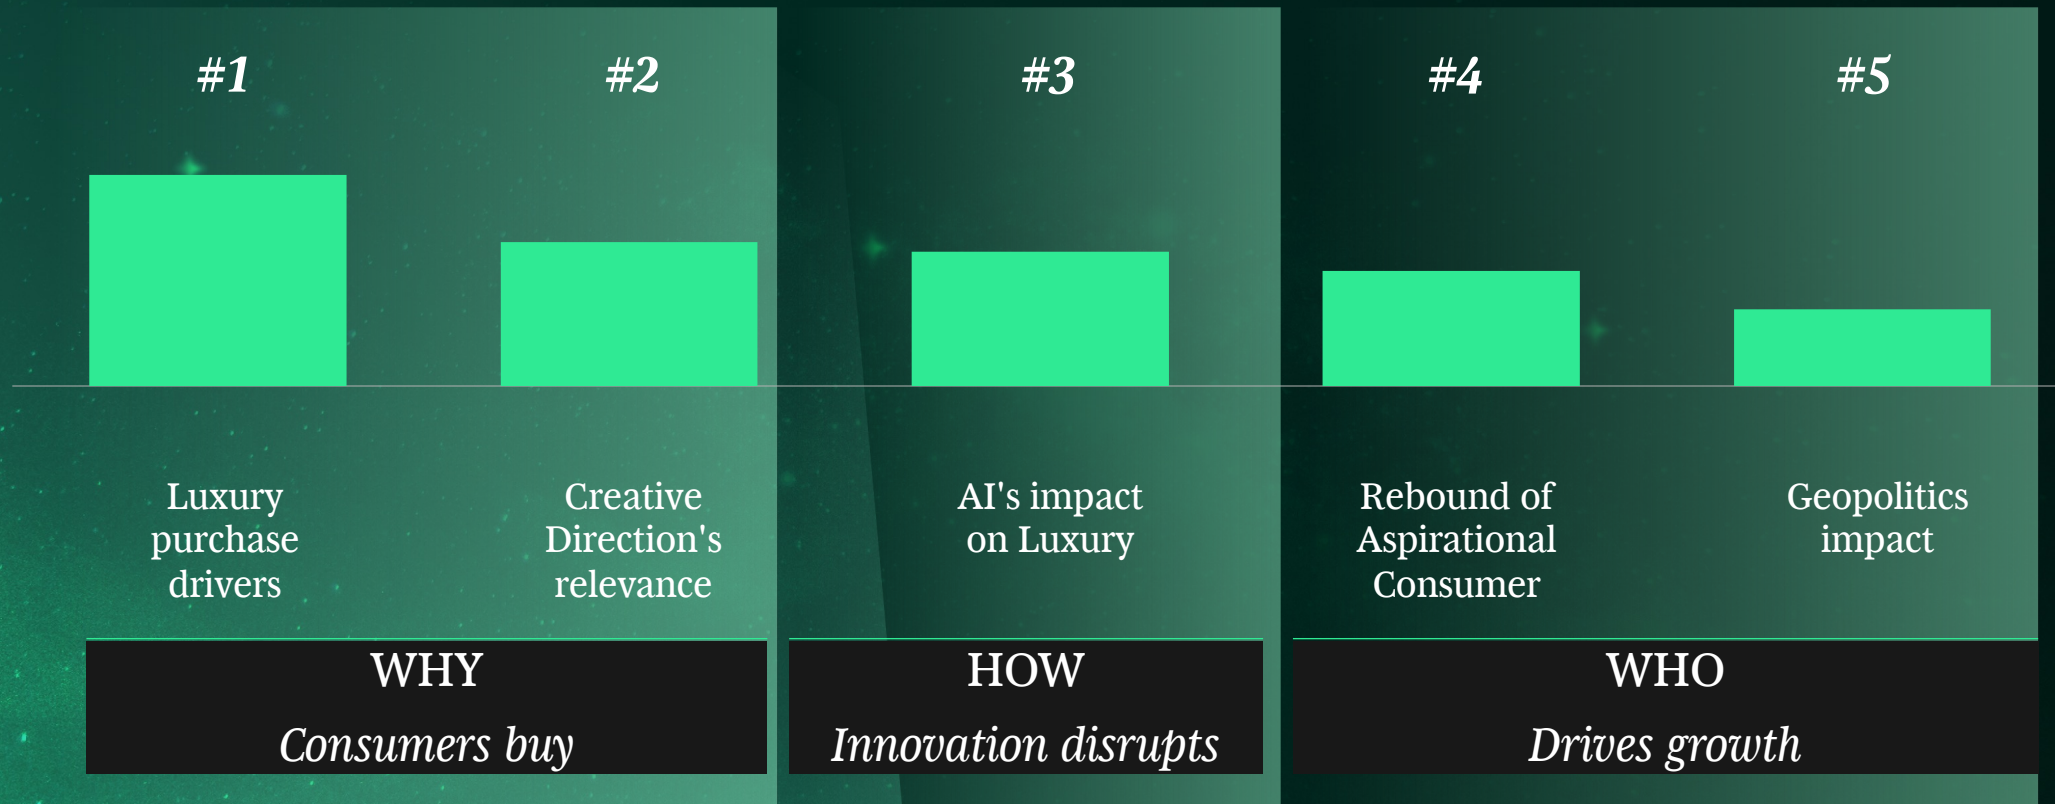 #1
#2
#3
#4
#5
Luxury
purchase
drivers
Creative
Direction's
relevance
AI's impact
on Luxury
Rebound of
Aspirational
Consumer
Geopolitics
impact
WHY
Consumers buy
HOW
Innovation disrupts
WHO
Drives growth